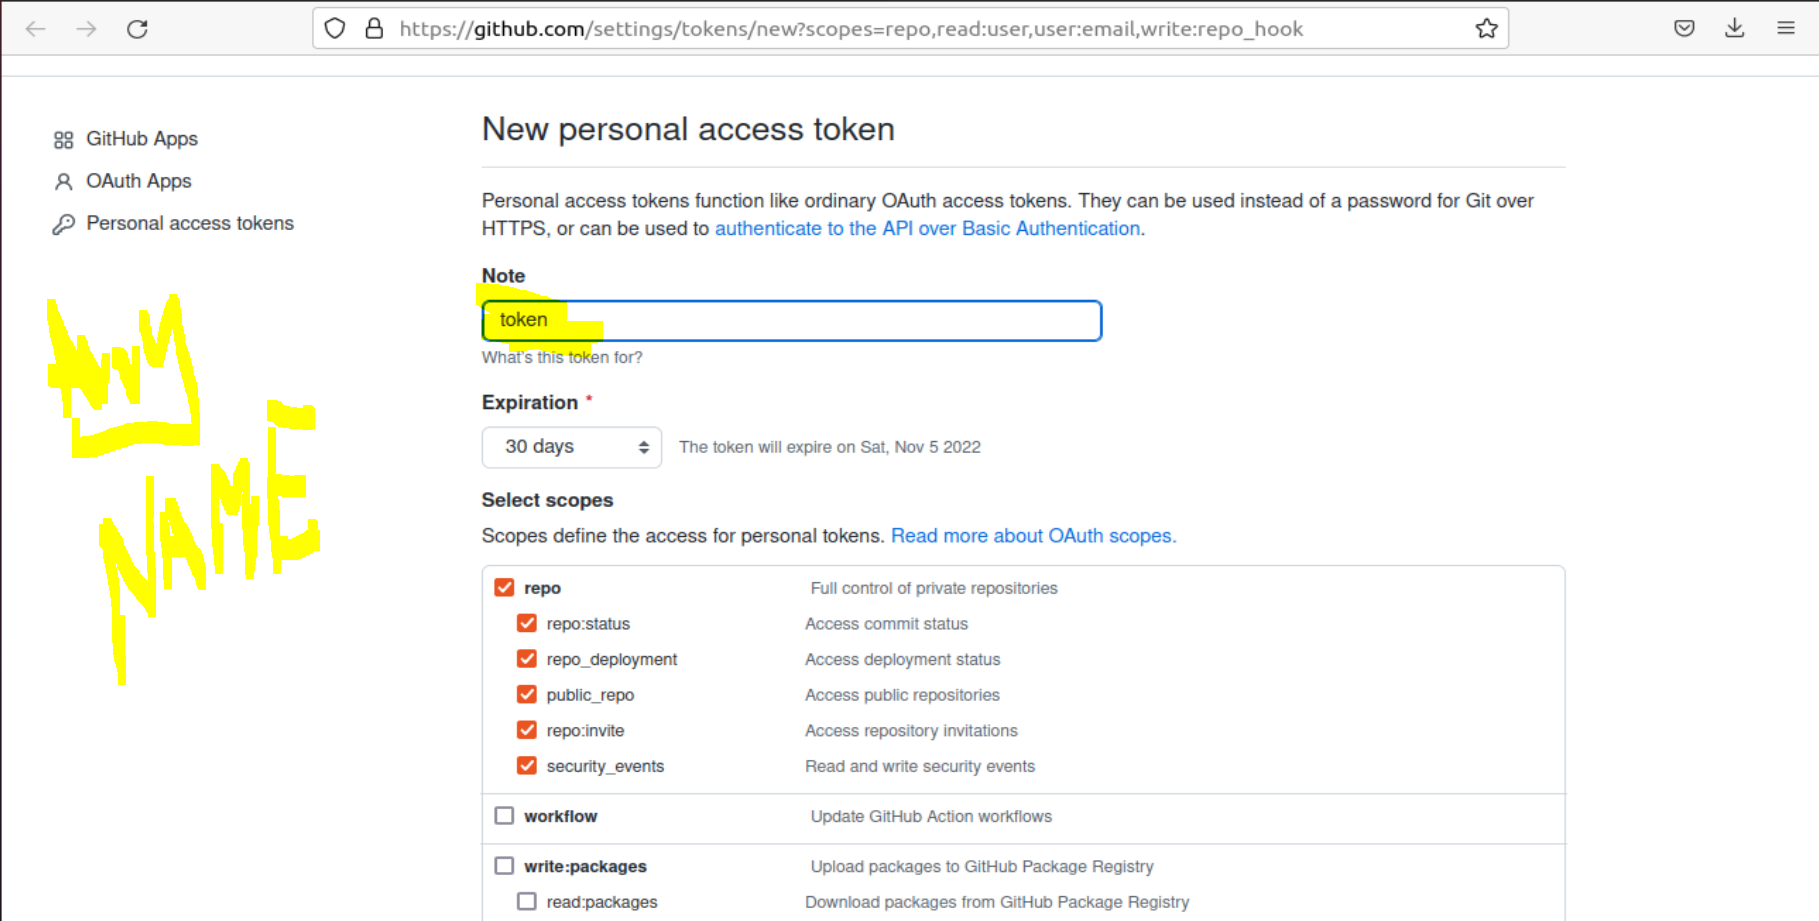 https://github.com/settings/tokens/new?scopes=repo,read:user,user:email,write:repo_hook
GitHub Apps
OAuth Apps
Personal access tokens
NAME
New personal access token
Personal access tokens function like ordinary OAuth access tokens. They can be used instead of a password for Git over
HTTPS, or can be used to authenticate to the API over Basic Authentication.
Note
token
What's this token for?
Expiration *
30 days The token will expire on Sat, Nov 5 2022
Select scopes
Scopes define the access for personal tokens. Read more about OAuth scopes.
repo Full control of private repositories
repo:status Access commit status
repo_deployment Access deployment status
public_repo Access public repositories
repo:invite Access repository invitations
security_events Read and write security events
workflow Update GitHub Action workflows
write:packages Upload packages to GitHub Package Registry
read:packages Download packages from GitHub Package Registry